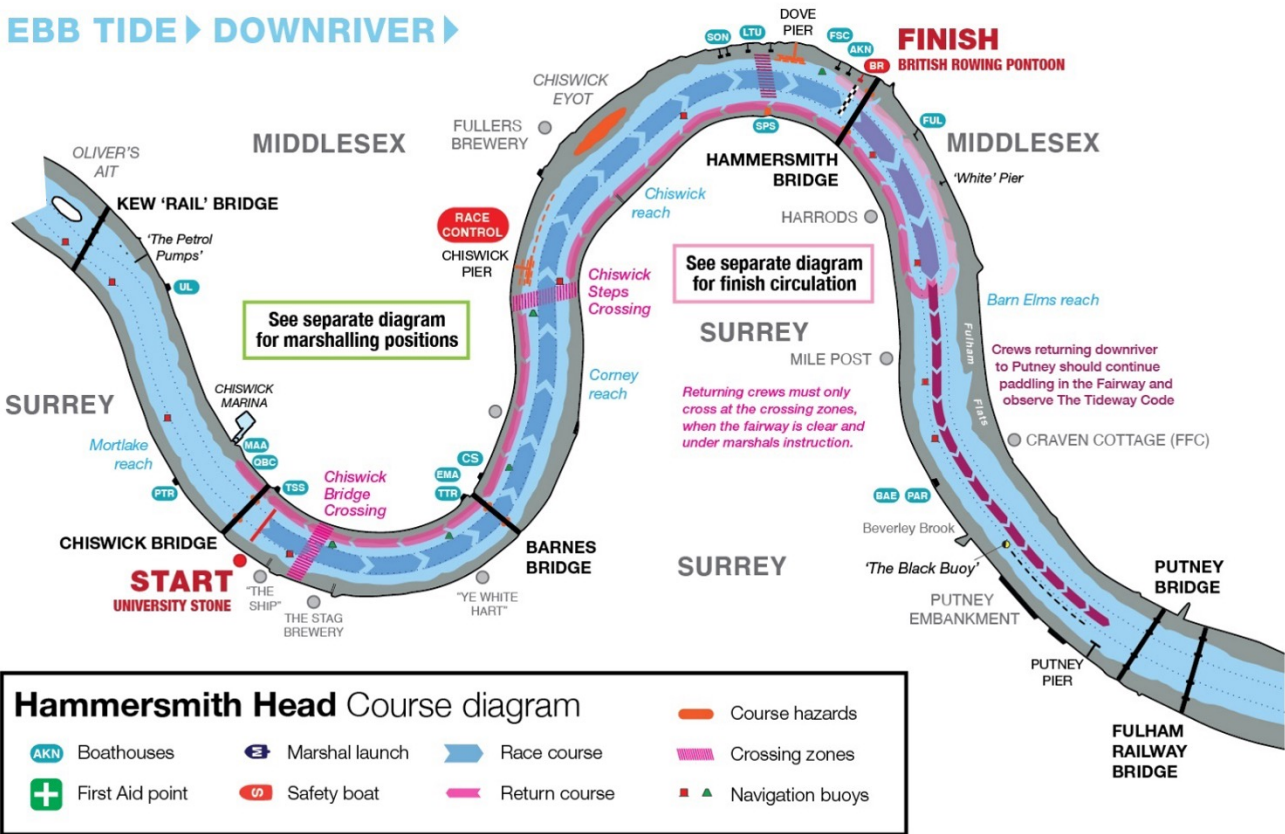 EBB TIDE DOWNRIVER
DOVE
PIER
SON
LTU
FSC
AKN
BR
FINISH
BRITISH ROWING PONTOON
CHISWICK
EYOT
FULLERS
BREWERY
MIDDLESEX
OLIVER'S
AIT
KEW 'RAIL' BRIDGE
'The Petrol
Pumps'
UL
SPS
HAMMERSMITH
BRIDGE
FUL
MIDDLESEX
'White' Pier
HARRODS
Chiswick
reach
RACE
CONTROL
CHISWICK
PIER
Chiswick
Steps
Crossing
See separate diagram
for finish circulation
See separate diagram
for marshalling positions
Barn Elms reach
SURREY
MILE POST
Fulham
Flats
Crews returning downriver
to Putney should continue
paddling in the Fairway and
observe The Tideway Code
Corney
reach
Returning crews must only
cross at the crossing zones,
when the fairway is clear and
under marshals instruction.
CHISWICK
MARINA
SURREY
Mortlake
reach
MAA
QBC
TSS
PTR
Chiswick
Bridge
Crossing
CS
EMA
TTR
CRAVEN COTTAGE (FFC)
BAE
PAR
Beverley Brook
'The Black Buoy'
CHISWICK BRIDGE
START
UNIVERSITY STONE
"THE
SHIP"
THE STAG
BREWERY
"YE WHITE
HART"
BARNES
BRIDGE
SURREY
PUTNEY
EMBANKMENT
PUTNEY
BRIDGE
PUTNEY
PIER
FULHAM
RAILWAY
BRIDGE
Hammersmith Head Course diagram
AKN Boathouses
M Marshal launch
Race course
Course hazards
Crossing zones
First Aid point
S Safety boat
Return course
Navigation buoys